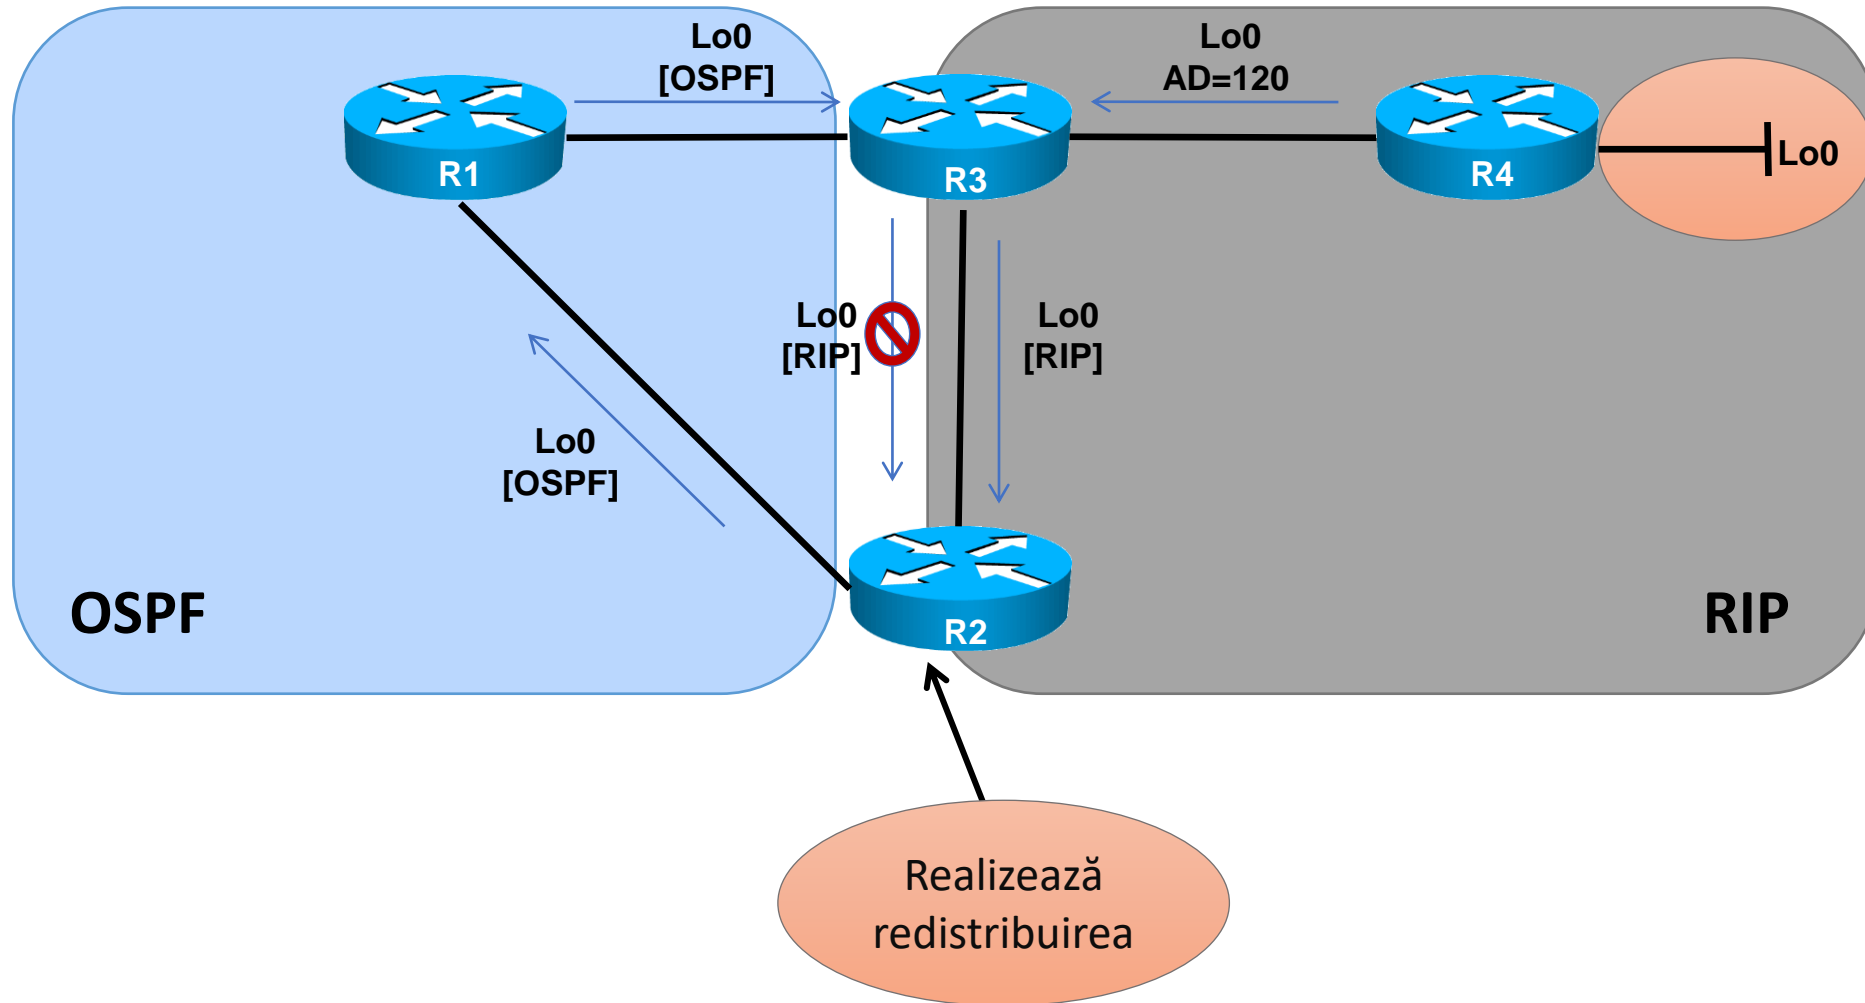 Lo0
[OSPF]
Lo0
AD=120
R1
R3
R4
Lo0
Lo0
[RIP]
Lo0
[RIP]
Lo0
[OSPF]
OSPF
RIP
R2
Realizează
redistribuirea